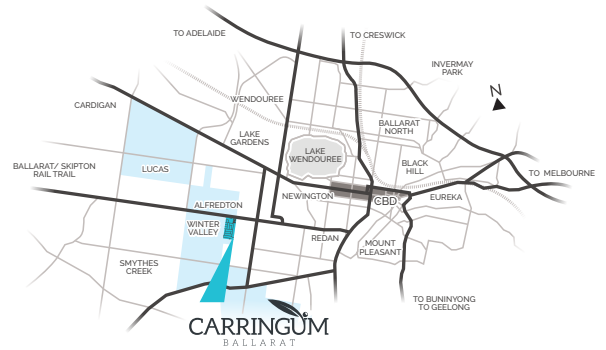 TO ADELAIDE
TO CRESWICK
INVERMAY
PARK
N
CARDIGAN
WENDOUREE
BALLARAT
NORTH
LAKE
GARDENS
LAKE
WENDOUREE
BALLARAT/ SKIPTON
RAIL TRAIL
LUCAS
BLACK
HILL
TO MELBOURNE
NEWINGTON
CBD
EUREKA
ALFREDTON
WINTER
VALLEY
REDAN
MOUNT
PLEASANT
SMYTHES
CREEK
TO BUNINYONG
TO GEELONG
CARRINGUM
BALLARAT